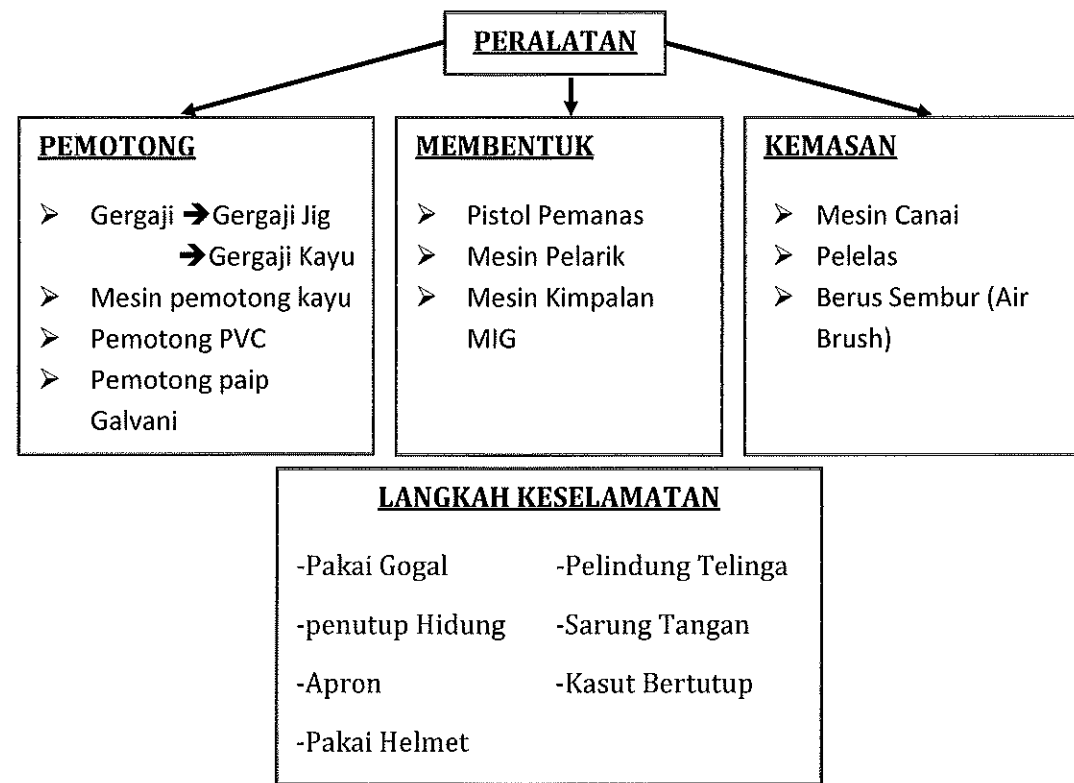 PERALATAN
PEMOTONG
➢ Gergaji ➔Gergaji Jig
➔Gergaji Kayu
➢ Mesin pemotong kayu
➢ Pemotong PVC
➢ Pemotong paip
Galvani
MEMBENTUK
➢ Pistol Pemanas
➢ Mesin Pelarik
➢ Mesin Kimpalan
MIG
KEMASAN
➢ Mesin Canai
➢ Pelelas
➢ Berus Sembur (Air
Brush)
LANGKAH KESELAMATAN
-Pakai Gogal
-penutup Hidung
-Apron
-Pakai Helmet
-Pelindung Telinga
-Sarung Tangan
-Kasut Bertutup